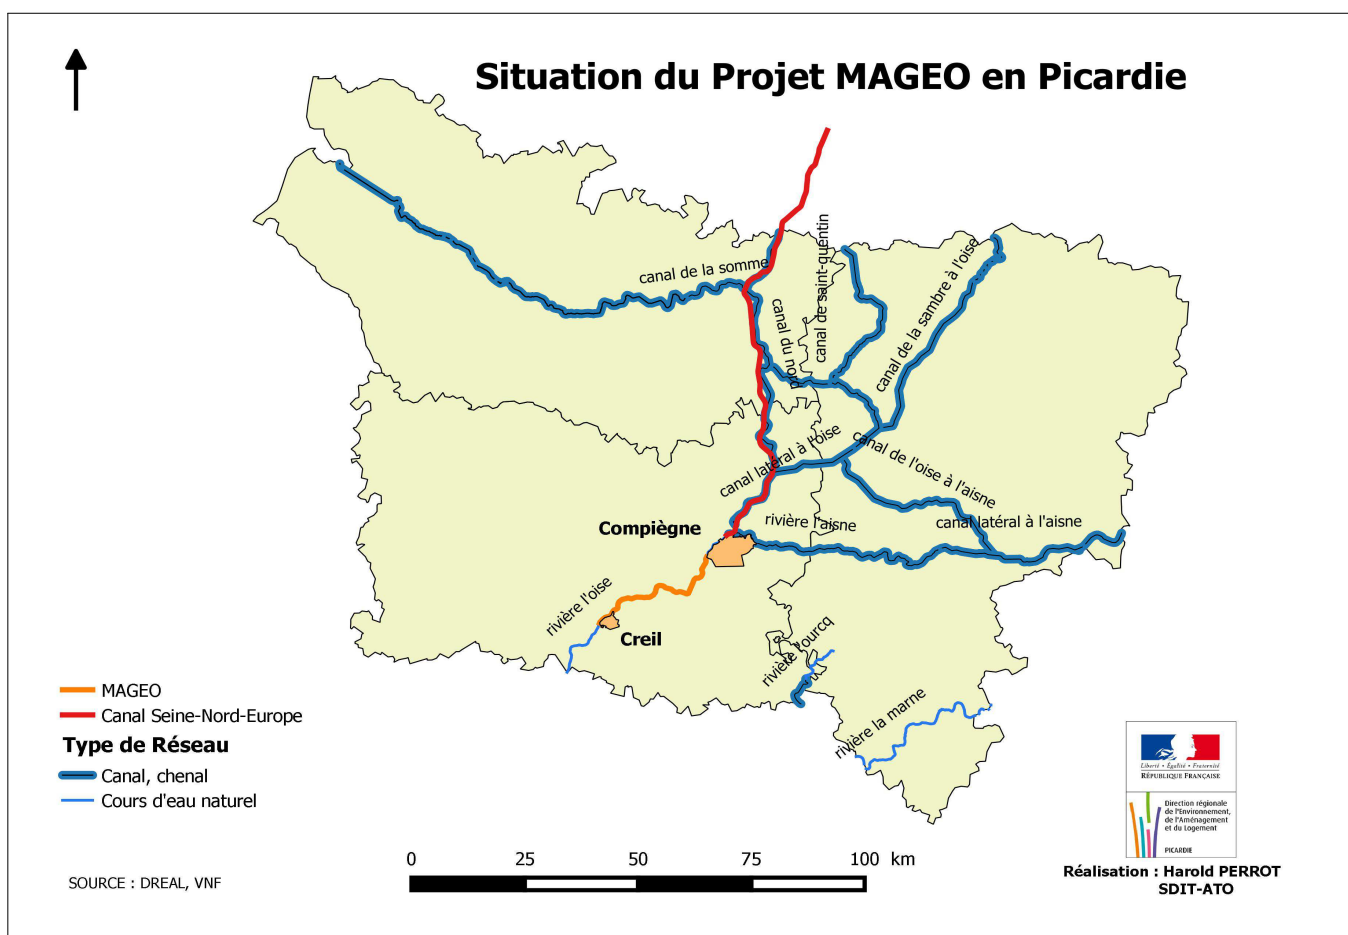 Situation du Projet MAGEO en Picardie
canal de la somme
canal du nord
canal de saint-quentin
canal de la sambre à l'oise
canal latéral à l'oise
canal de l'oise à l'aisne
rivière l'aisne
canal latéral à l'aisne
Compiègne
rivière l'oise
Creil
rivière l'ourcq
rivière la marne
MAGEO
Canal Seine-Nord-Europe
Type de Réseau
Canal, chenal
Cours d'eau naturel
SOURCE : DREAL, VNF
0 25 50 75 100 km
Liberté • Égalité • Fraternité
RÉPUBLIQUE FRANÇAISE
Direction régionale
de l'Environnement,
de l'Aménagement
et du Logement
PICARDIE
Réalisation : Harold PERROT
SDIT-ATO